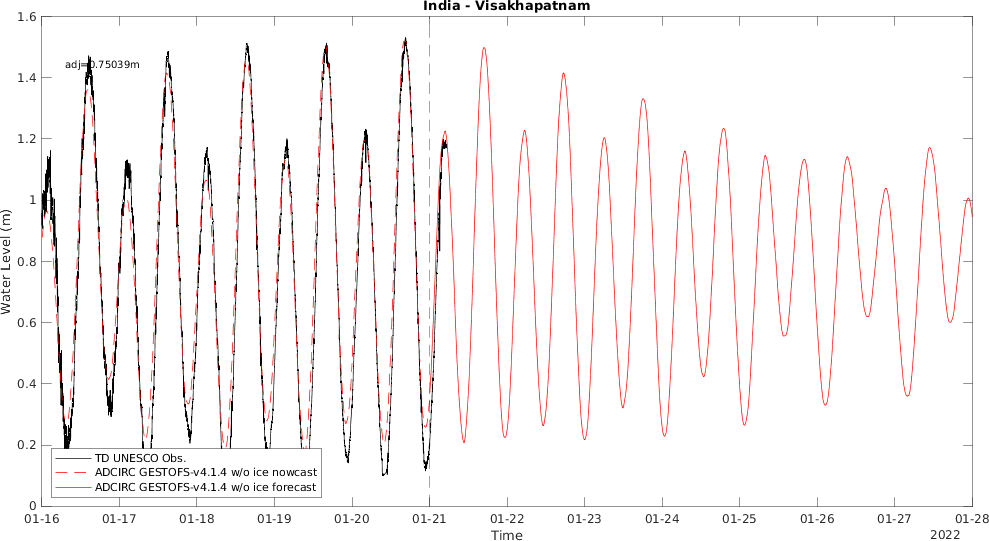 India - Visakhapatnam
1.6
1.4
1.2
1
0.8
0.6
0.4
0.2
0
Water Level (m)
adj=0.75039m
TD UNESCO Obs.
ADCIRC GESTOFS-v4.1.4 w/o ice nowcast
ADCIRC GESTOFS-v4.1.4 w/o ice forecast
01-16 01-17 01-18 01-19 01-20 01-21 01-22 01-23 01-24 01-25 01-26 01-27 01-28
Time
2022